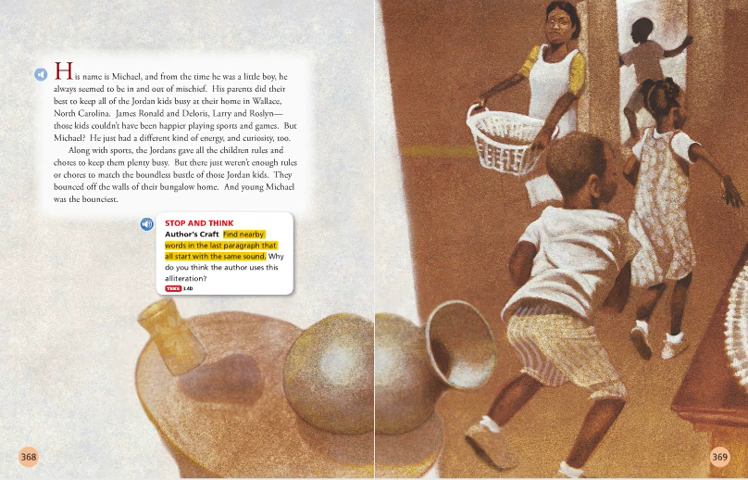 His name is Michael, and from the time he was a little boy, he
always seemed to be in and out of mischief. His parents did their
best to keep all of the Jordan kids busy at their home in Wallace,
North Carolina. James Ronald and Deloris, Larry and Roslyn—
those kids couldn't have been happier playing sports and games. But
Michael? He just had a different kind of energy, and curiosity, too.
Along with sports, the Jordans gave all the children rules and
chores to keep them plenty busy. But there just weren't enough rules
or chores to match the boundless bustle of those Jordan kids. They
bounced off the walls of their bungalow home. And young Michael
was the bounciest.
STOP AND THINK
Author's Craft Find nearby
words in the last paragraph that
all start with the same sound. Why
do you think the author uses this
alliteration?
TEKS 3.4D
368
369